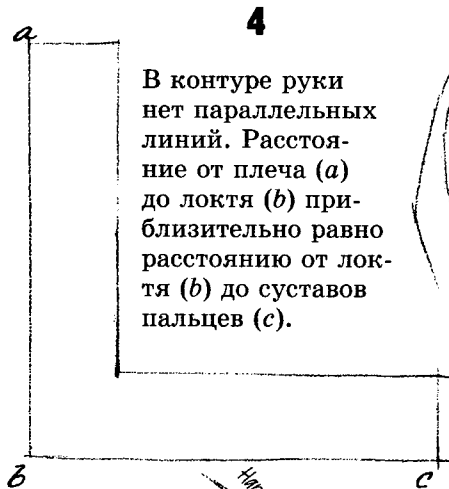 4
a
В контуре руки
нет параллельных
линий. Расстоя-
ние от плеча (a)
до локтя (b) при-
близительно равно
расстоянию от лок-
тя (b) до суставов
пальцев (c).
b
c